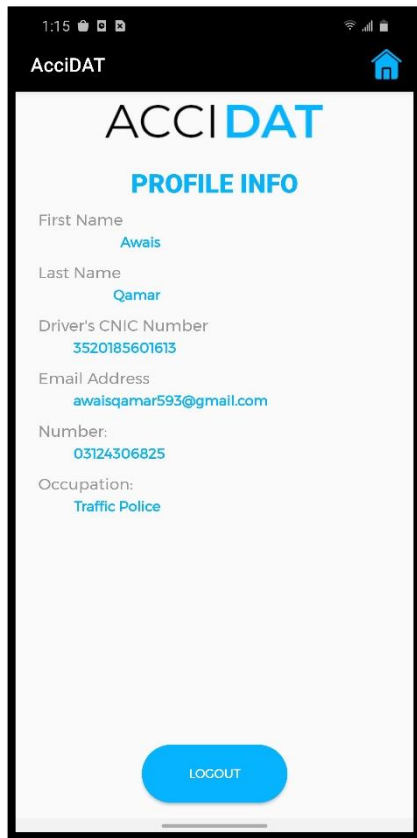 1:15
AcciDAT
ACCIDAT
PROFILE INFO
First Name
Awais
Last Name
Qamar
Driver's CNIC Number
3520185601613
Email Address
awaisqamar593@gmail.com
Number:
03124306825
Occupation:
Traffic Police
LOGOUT